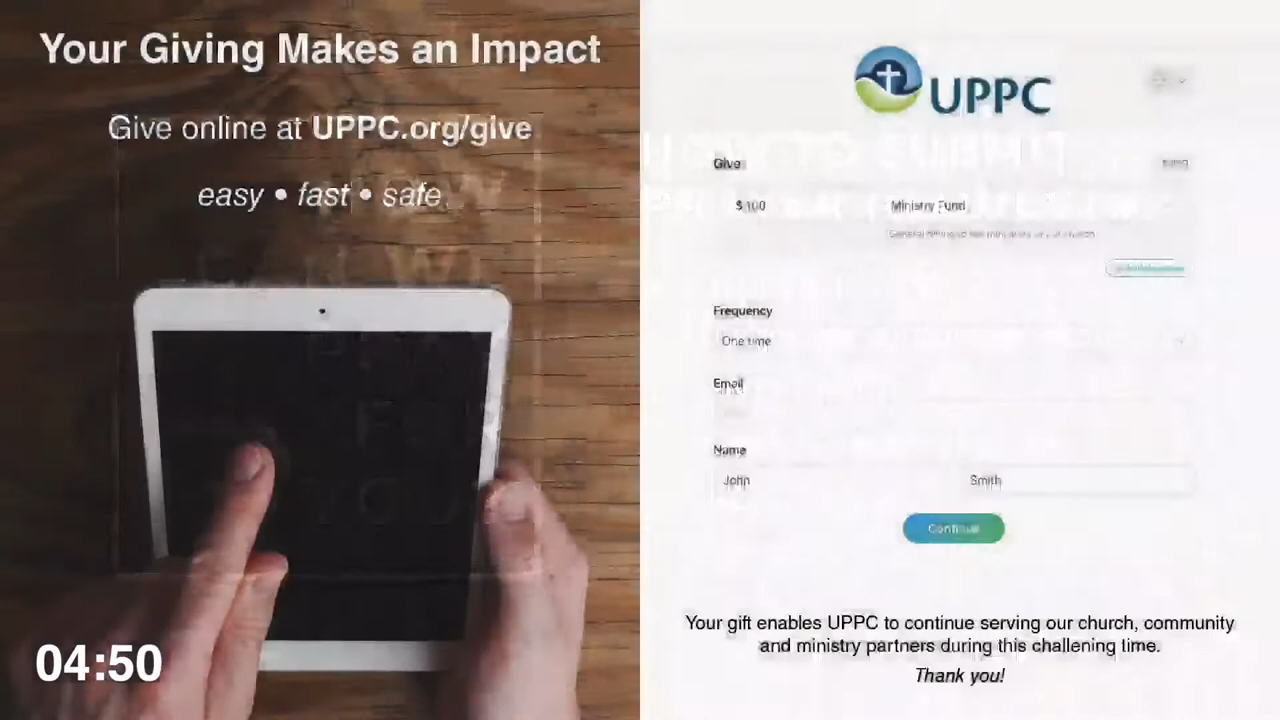 Your Giving Makes an Impact
Give online at UPPC.org/give
easy • fast • safe
04:50
UPPC
Give
$ 100
Ministry Fund
Frequency
One time
Email
Name
John
Smith
Continue
Your gift enables UPPC to continue serving our church, community
and ministry partners during this challening time.
Thank you!